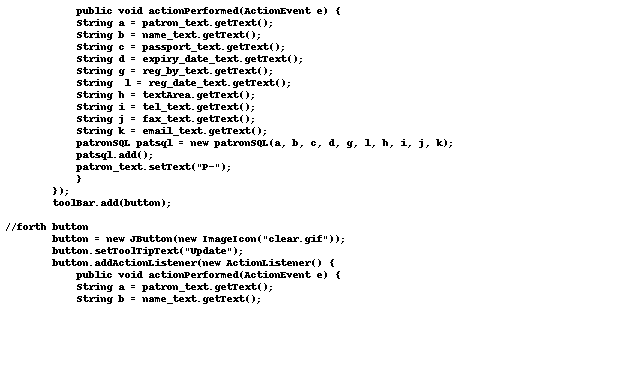 public void actionPerformed(ActionEvent e) {
String a = patron_text.getText();
String b = name_text.getText();
String c = passport_text.getText();
String d = expiry_date_text.getText();
String g = reg_by_text.getText();
String  l = reg_date_text.getText();
String h = textArea.getText();
String i = tel_text.getText();
String j = fax_text.getText();
String k = email_text.getText();
patronSQL patsql = new patronSQL(a, b, c, d, g, l, h, i, j, k);
patsql.add();
patron_text.setText("P-");
}
});
toolBar.add(button);
//forth button
button = new JButton(new ImageIcon("clear.gif"));
button.setToolTipText("Update");
button.addActionListener(new ActionListener() {
public void actionPerformed(ActionEvent e) {
String a = patron_text.getText();
String b = name_text.getText();